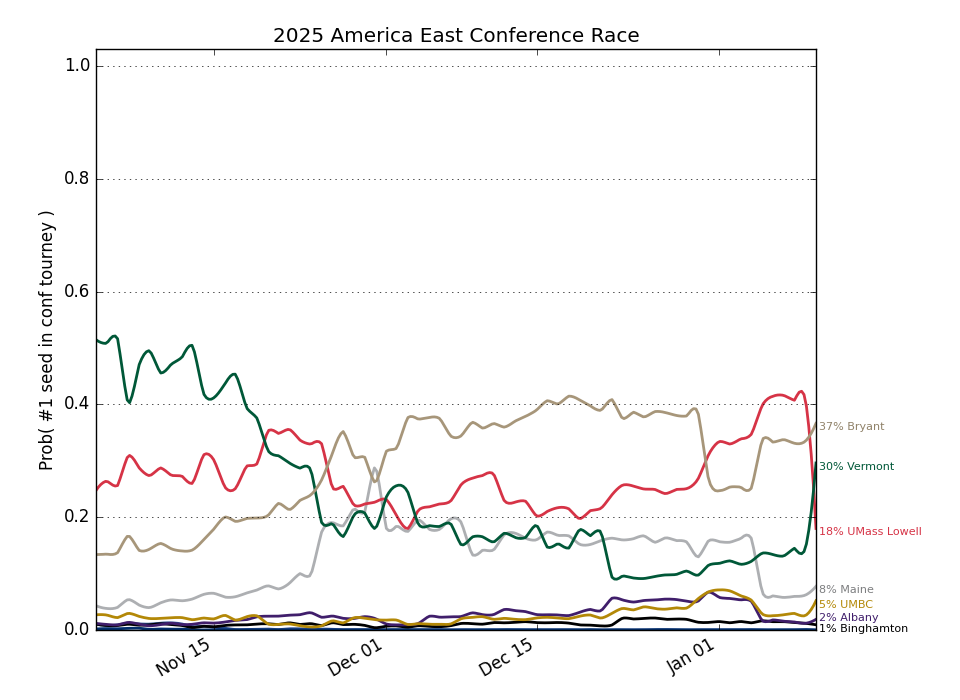 2025 America East Conference Race
Prob( #1 seed in conf tourney )
1.0
0.8
0.6
0.4
0.2
0.0
Nov 15
Dec 01
Dec 15
Jan 01
37% Bryant
30% Vermont
18% UMass Lowell
8% Maine
5% UMBC
2% Albany
1% Binghamton